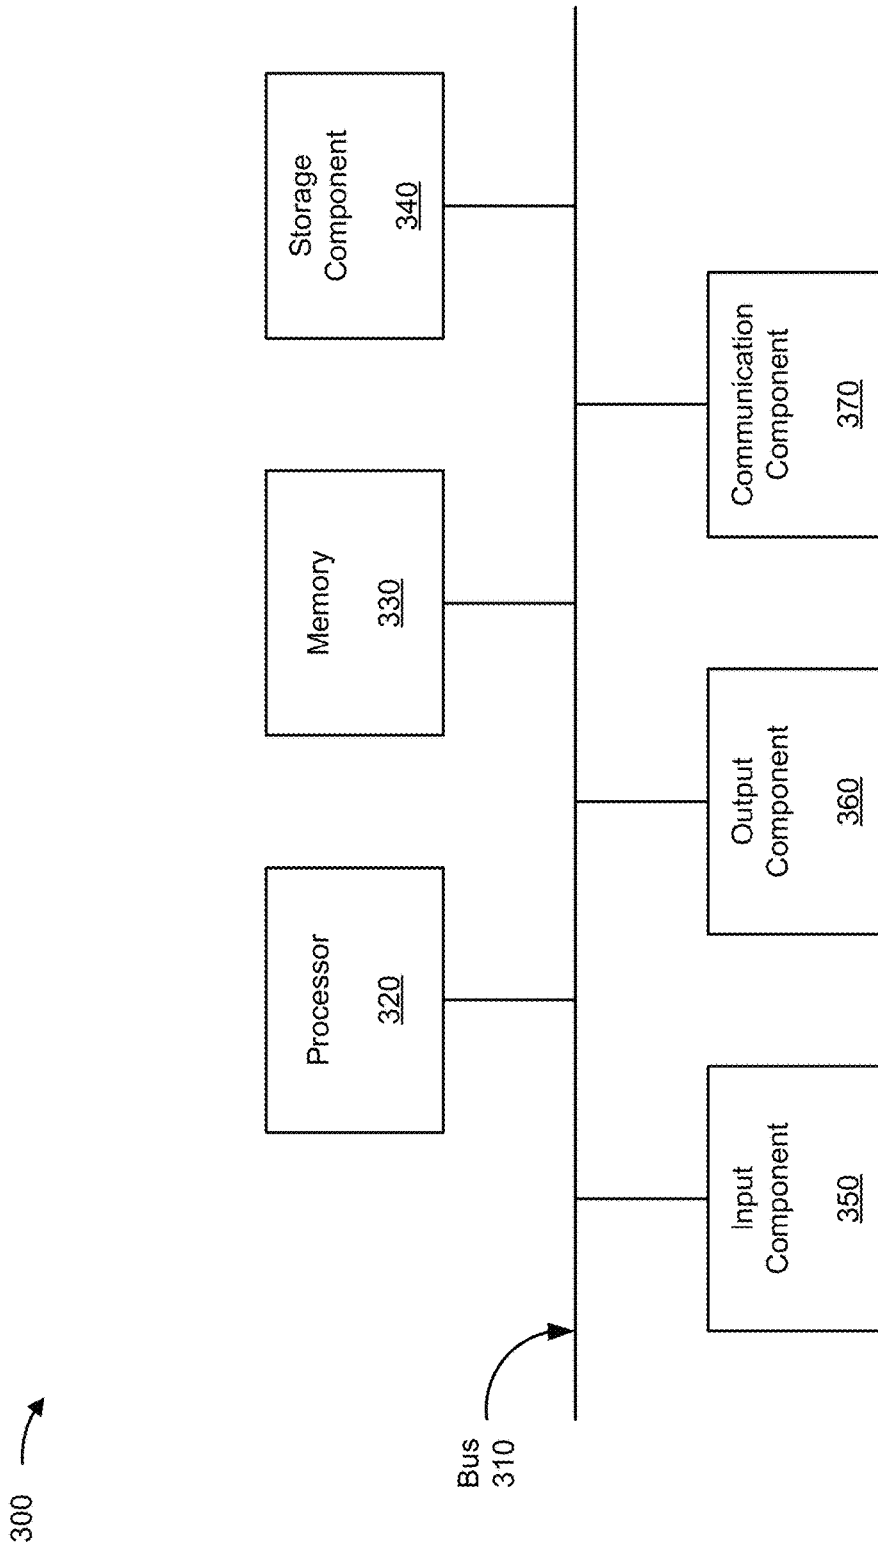 300
Processor
320
Memory
330
Storage
Component
340
Bus
310
Input
Component
350
Output
Component
360
Communication
Component
370